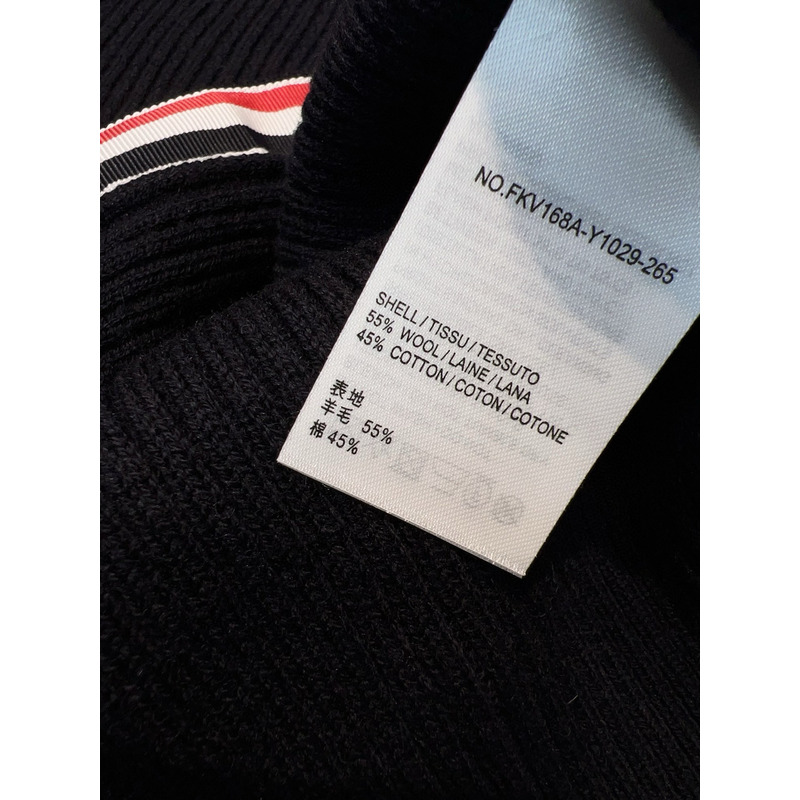 NO.FKV168A-Y1029-265
SHELL/TISSU/TESSUTO
55% WOOL/LAINE/LANA
45% COTTON/COTON/COTONE
表地
羊毛 55%
棉 45%